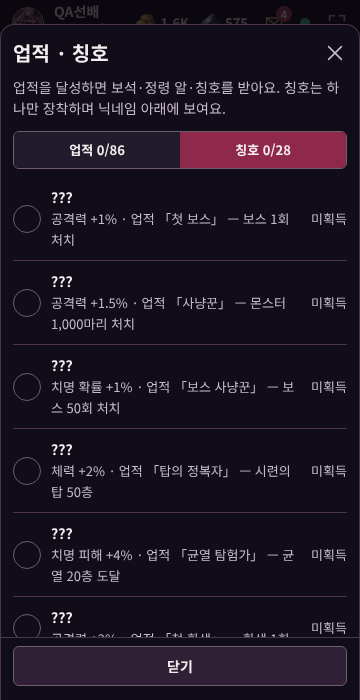 QA선배
1.6K
575
4
업적 · 칭호
업적을 달성하면 보석·정령 알·칭호를 받아요. 칭호는 하
나만 장착하며 닉네임 아래에 보여요.
업적 0/86
칭호 0/28
???
공격력 +1% · 업적 「첫 보스」 — 보스 1회
처치
미획득
???
공격력 +1.5% · 업적 「사냥꾼」 — 몬스터
1,000마리 처치
미획득
???
치명 확률 +1% · 업적 「보스 사냥꾼」 — 보
스 50회 처치
미획득
???
체력 +2% · 업적 「탑의 정복자」 — 시련의
탑 50층
미획득
???
치명 피해 +4% · 업적 「균열 탐험가」 — 균
열 20층 도달
미획득
???
미획득
닫기